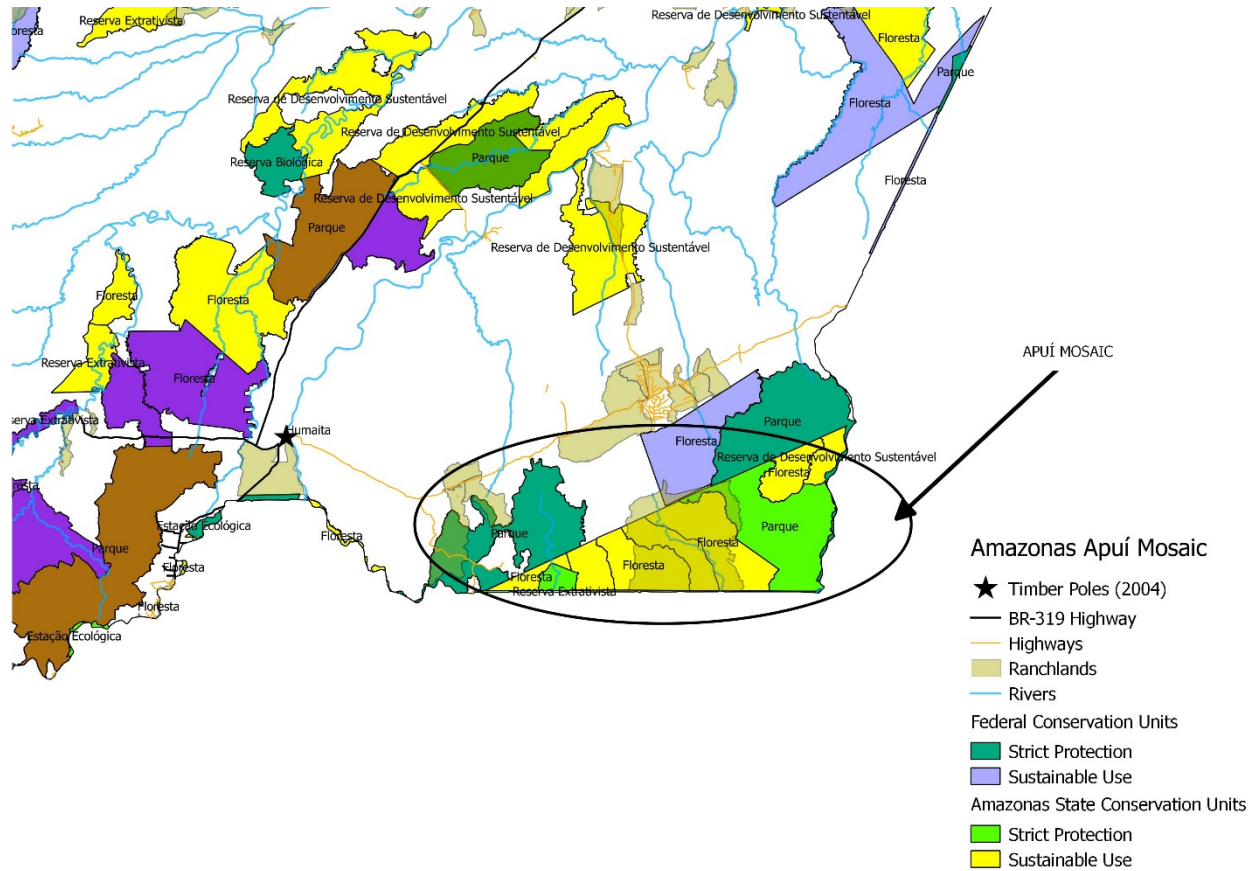 Reserva Extrativista
Reserva de Desenvolvimento Sustentável
oresta
Floresta
Parque
Reserva de Desenvolvimento Sustentável
Floresta
Reserva de Desenvolvimento Sustentável
Parque
Reserva Biológica
Floresta
Reserva de Desenvolvimento Sustentável
Parque
Reserva de Desenvolvimento Sustentável
Floresta
Floresta
APUÍ MOSAIC
Reserva Extrativista
Floresta
Parque
serva Extrativista
Humaita
Floresta
Reserva de Desenvolvimento Sustentável
Floresta
Estação Ecológica
Floresta
Parque
Floresta
Parque
Parque
Floresta
Floresta
Floresta
Reserva Extrativista
Floresta
Estação Ecológica
Amazonas Apuí Mosaic
Timber Poles (2004)
BR-319 Highway
Highways
Ranchlands
Rivers
Federal Conservation Units
Strict Protection
Sustainable Use
Amazonas State Conservation Units
Strict Protection
Sustainable Use